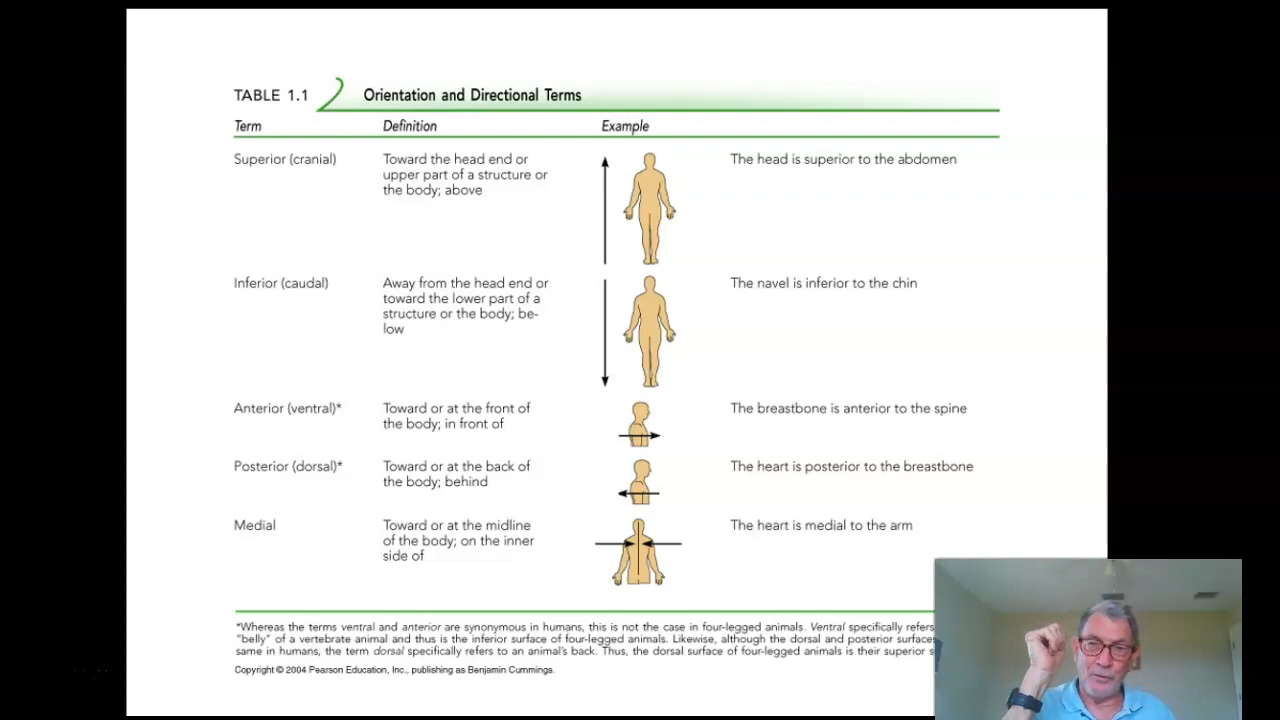 TABLE 1.1 Orientation and Directional Terms
Term Definition Example
Superior (cranial)
Toward the head end or
upper part of a structure or
the body; above
The head is superior to the abdomen
Inferior (caudal)
Away from the head end or
toward the lower part of a
structure or the body; be-
low
The navel is inferior to the chin
Anterior (ventral)*
Toward or at the front of
the body; in front of
The breastbone is anterior to the spine
Posterior (dorsal)*
Toward or at the back of
the body; behind
The heart is posterior to the breastbone
Medial
Toward or at the midline
of the body; on the inner
side of
The heart is medial to the arm
*Whereas the terms ventral and anterior are synonymous in humans, this is not the case in four-legged animals. Ventral specifically refers
"belly" of a vertebrate animal and thus is the inferior surface of four-legged animals. Likewise, although the dorsal and posterior surfaces
same in humans, the term dorsal specifically refers to an animal's back. Thus, the dorsal surface of four-legged animals is their superior s
Copyright © 2004 Pearson Education, Inc., publishing as Benjamin Cummings.